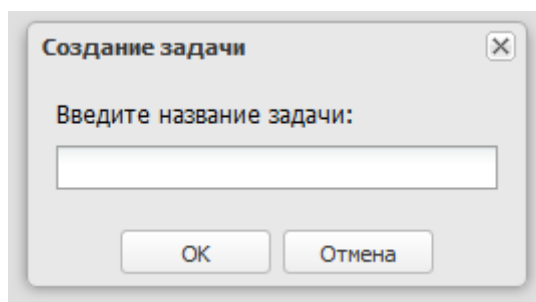 Создание задачи
Введите название задачи:
OK
Отмена